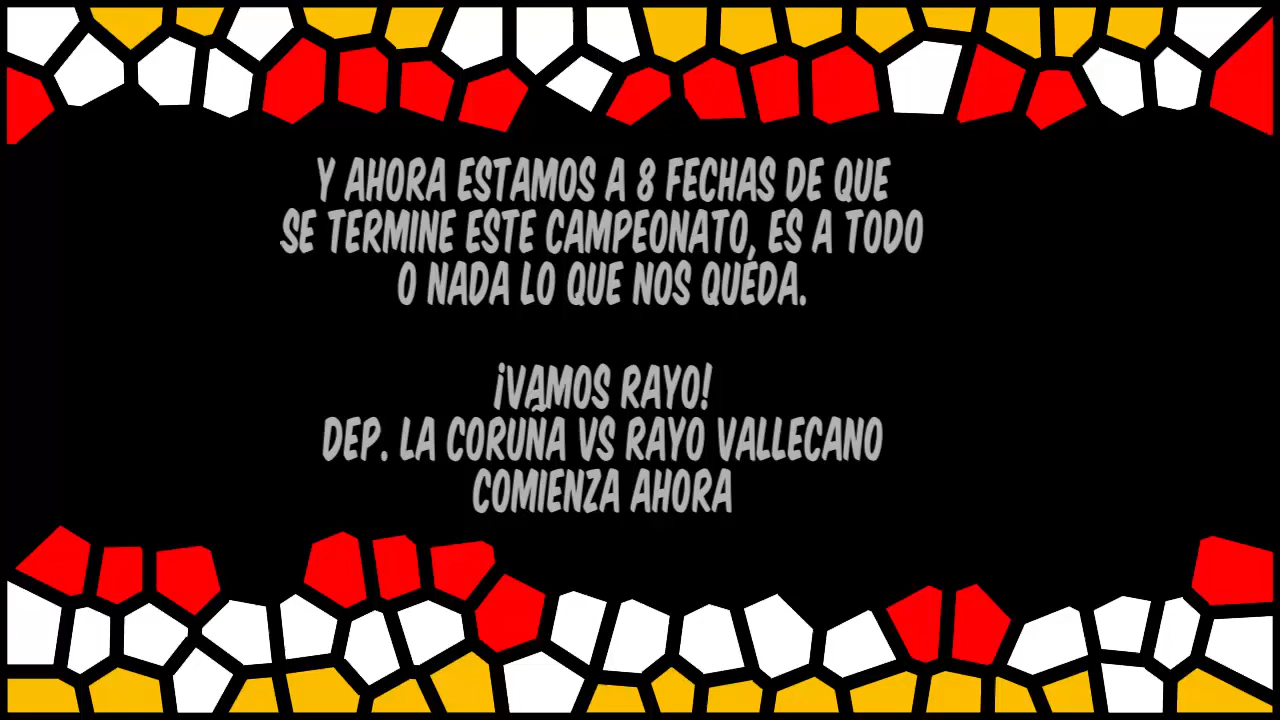 Y AHORA ESTAMOS A 8 FECHAS DE QUE
SE TERMINE ESTE CAMPEONATO, ES A TODO
O NADA LO QUE NOS QUEDA.
¡VAMOS RAYO!
DEP. LA CORUÑA VS RAYO VALLECANO
COMIENZA AHORA